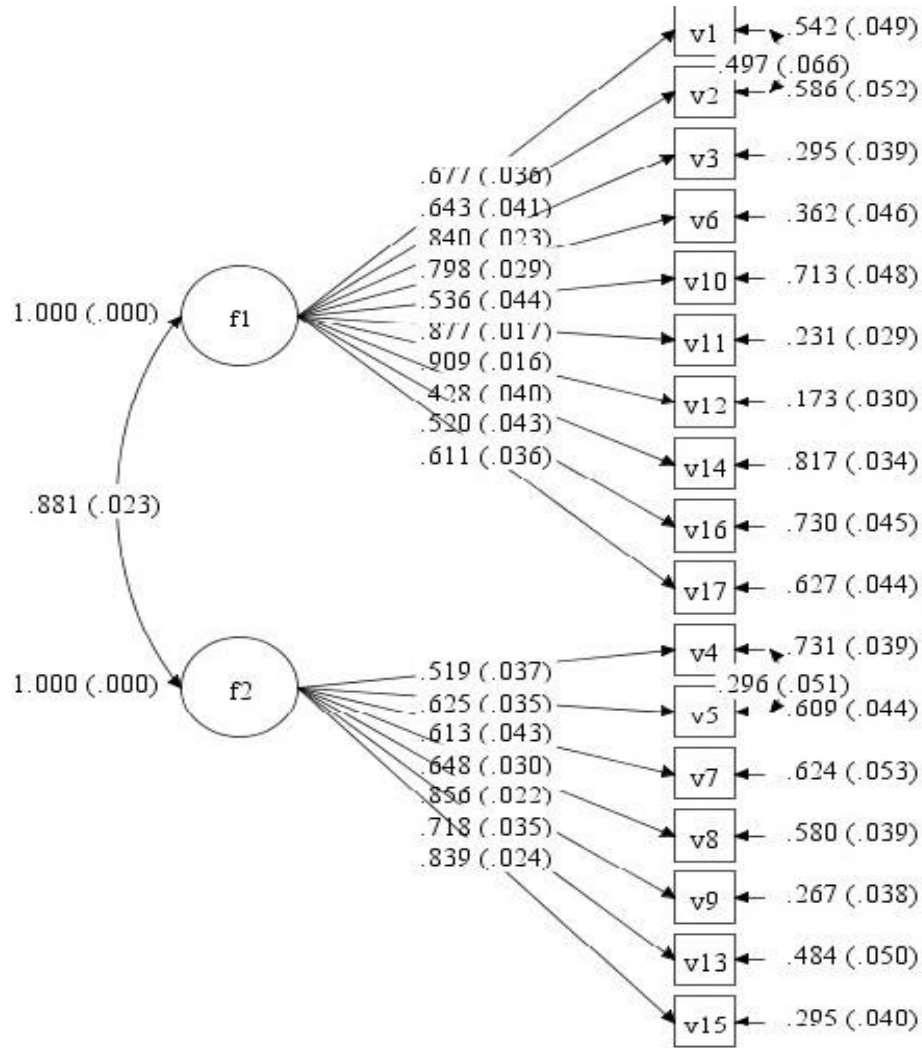 v1
.542 (.049)
.497 (.066)
v2
.586 (.052)
v3
.295 (.039)
.677 (.036)
.643 (.041)
v6
.362 (.046)
.840 (.023)
.798 (.029)
v10
.713 (.048)
.536 (.044)
1.000 (.000)
f1
.877 (.017)
v11
.231 (.029)
.909 (.016)
v12
.173 (.030)
.428 (.040)
.520 (.043)
.611 (.036)
v14
.817 (.034)
.881 (.023)
v16
.730 (.045)
v17
.627 (.044)
v4
.731 (.039)
.519 (.037)
1.000 (.000)
f2
.296 (.051)
.625 (.035)
v5
.609 (.044)
.613 (.043)
.648 (.030)
v7
.624 (.053)
.856 (.022)
.718 (.035)
v8
.580 (.039)
.839 (.024)
v9
.267 (.038)
v13
.484 (.050)
v15
.295 (.040)